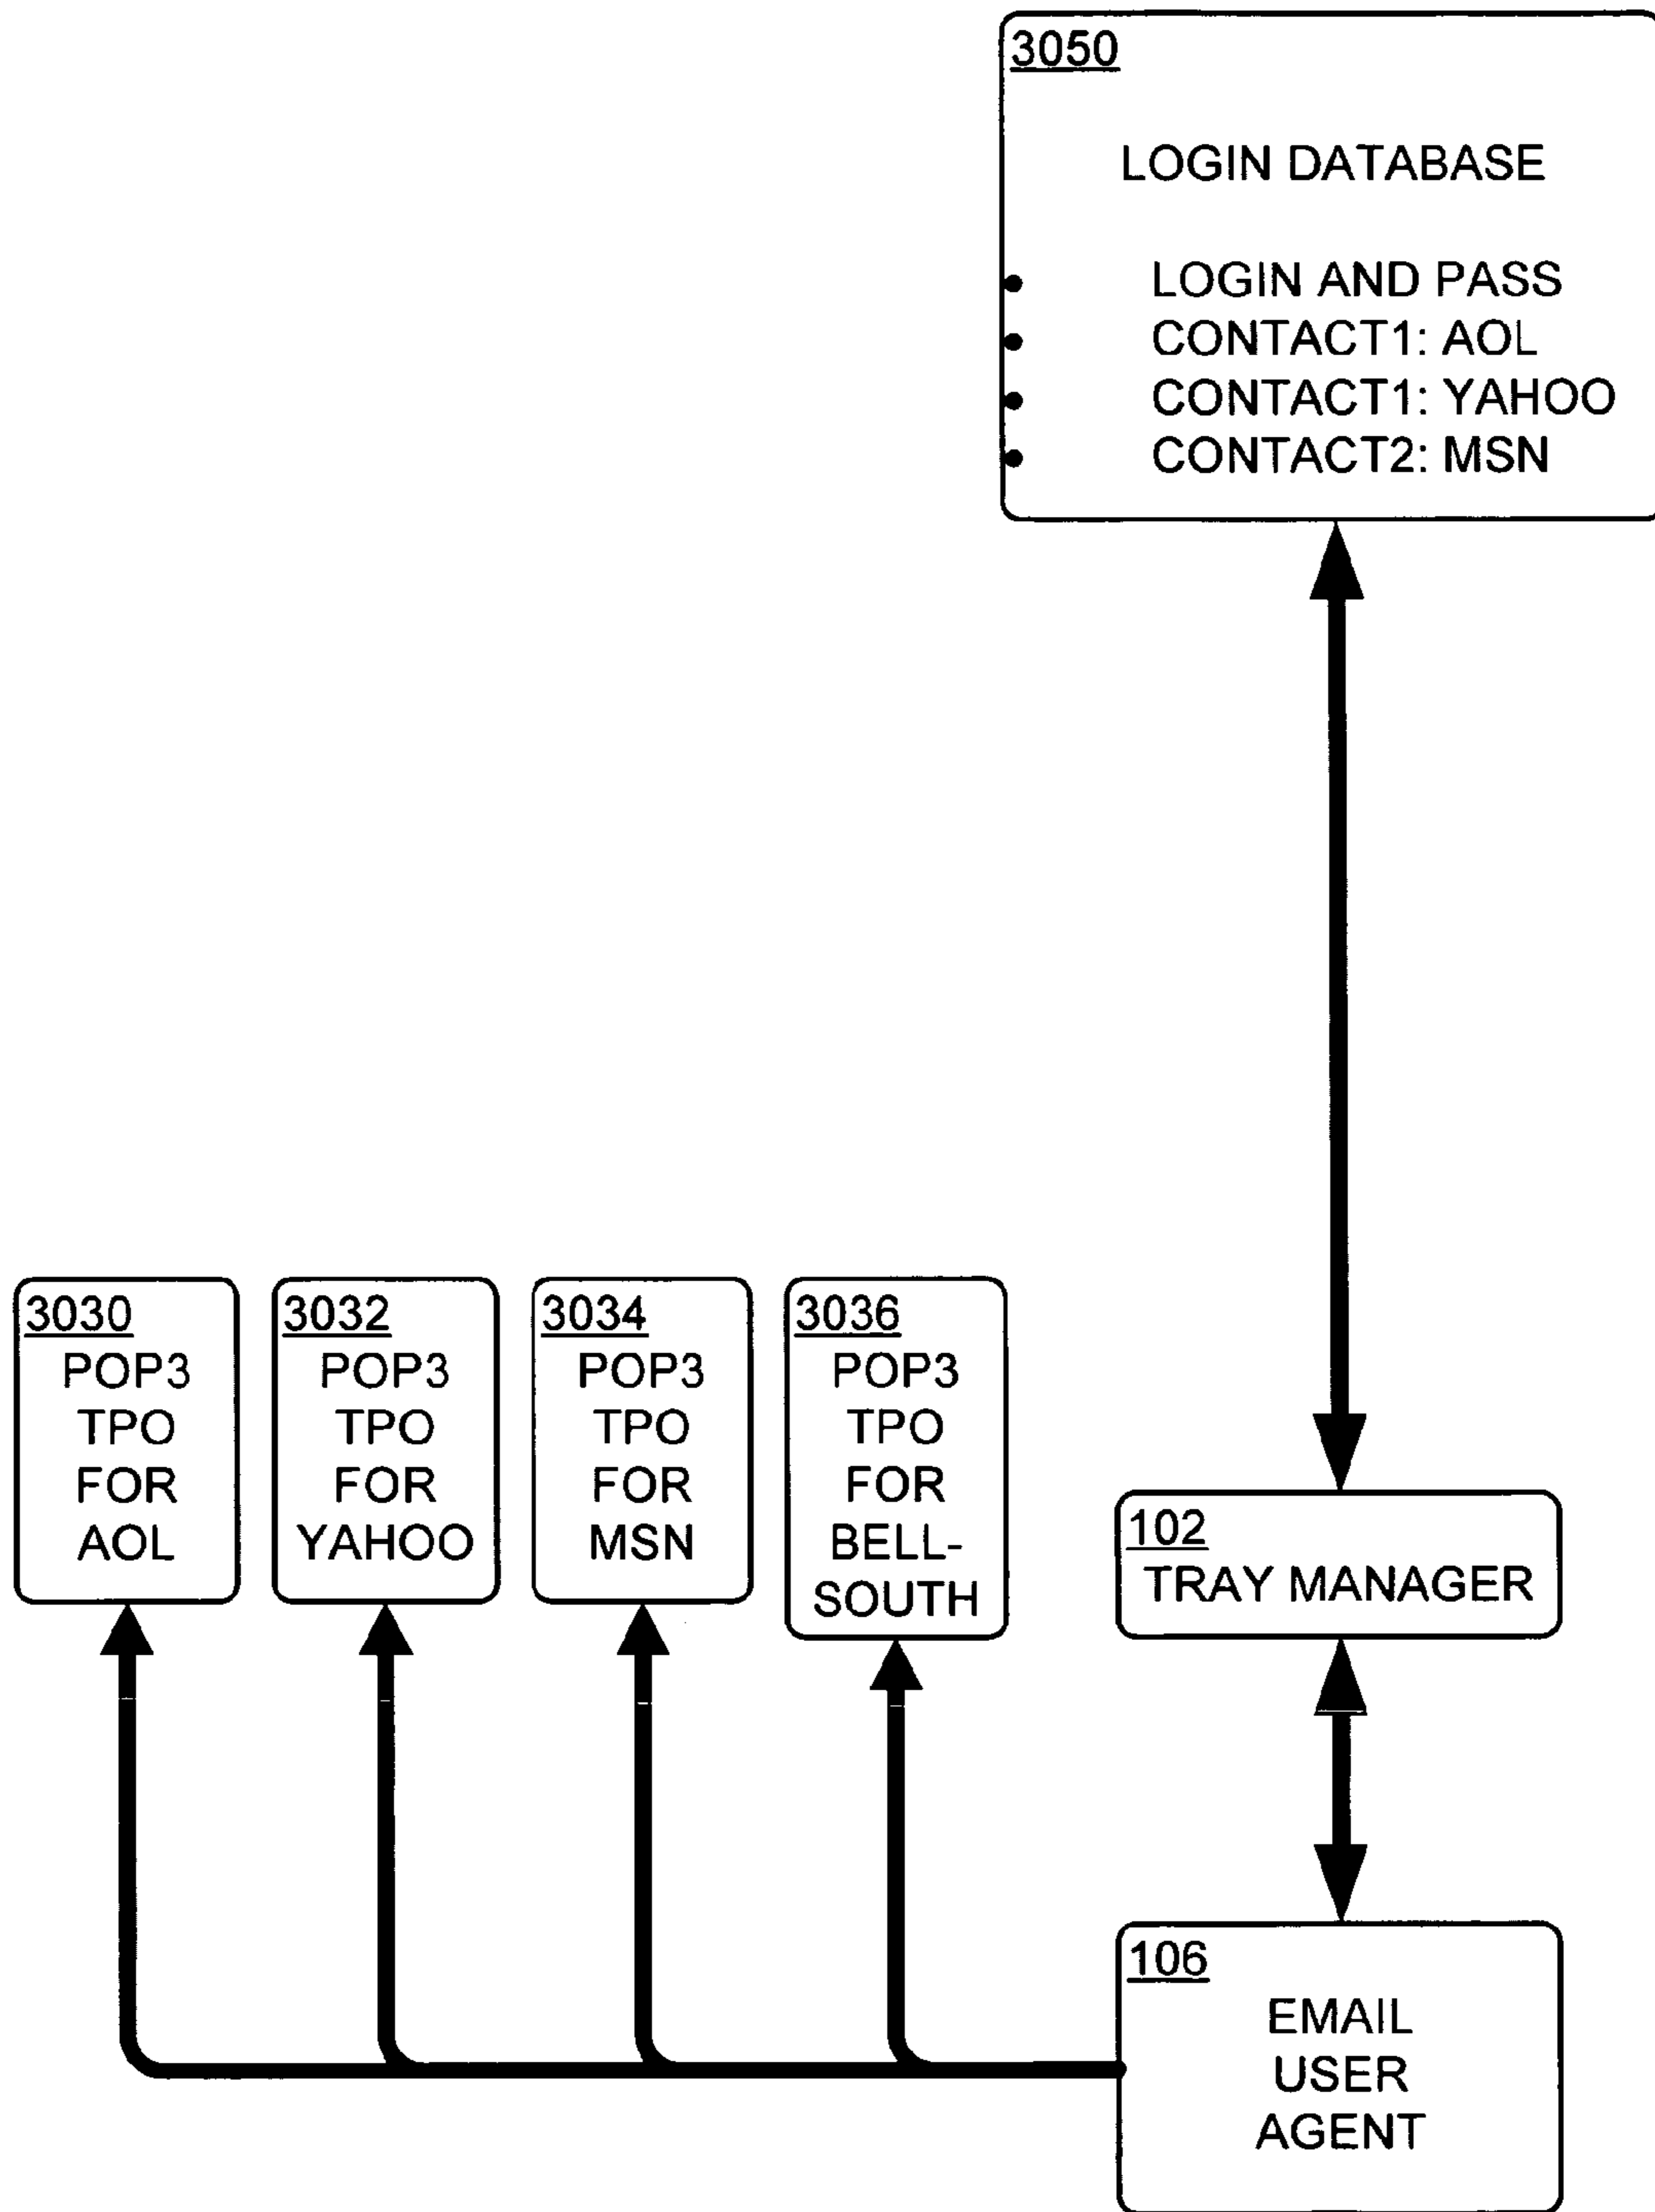 3050
LOGIN DATABASE
• LOGIN AND PASS
• CONTACT1: AOL
• CONTACT1: YAHOO
• CONTACT2: MSN
3030
POP3
TPO
FOR
AOL
3032
POP3
TPO
FOR
YAHOO
3034
POP3
TPO
FOR
MSN
3036
POP3
TPO
FOR
BELL-
SOUTH
102
TRAY MANAGER
106
EMAIL
USER
AGENT